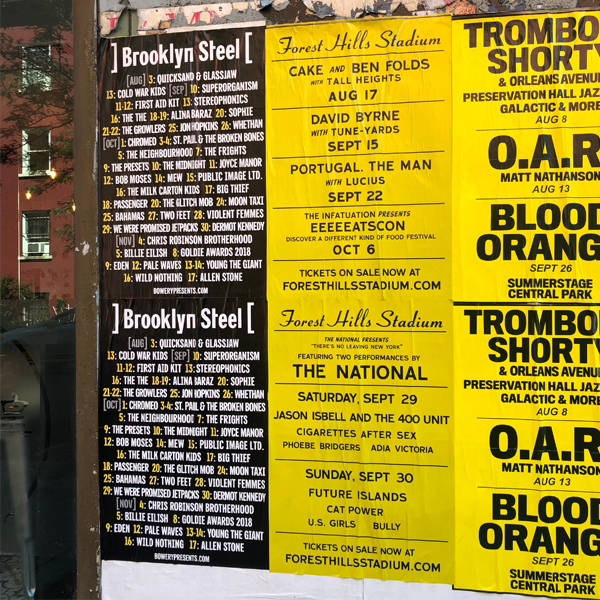 ] Brooklyn Steel [
[AUG] 3: QUICKSAND & GLASSJAW
13: COLD WAR KIDS [SEP] 10: SUPERORGANISM
11-12: FIRST AID KIT 13: STEREOPHONICS
16: THE THE 18-19: ALINA BARAZ 20: SOPHIE
21-22: THE GROWLERS 25: JON HOPKINS 26: WHETHAN
[OCT] 1: CHROMEO 3-4: ST. PAUL & THE BROKEN BONES
5: THE NEIGHBOURHOOD 7: THE FRIGHTS
9: THE PRESETS 10: THE MIDNIGHT 11: JOYCE MANOR
12: BOB MOSES 14: MEW 15: PUBLIC IMAGE LTD.
16: THE MILK CARTON KIDS 17: BIG THIEF
18: PASSENGER 20: THE GLITCH MOB 24: MOON TAXI
25: BAHAMAS 27: TWO FEET 28: VIOLENT FEMMES
29: WE WERE PROMISED JETPACKS 30: DERMOT KENNEDY
[NOV] 4: CHRIS ROBINSON BROTHERHOOD
5: BILLIE EILISH 8: GOLDIE AWARDS 2018
9: EDEN 12: PALE WAVES 13-14: YOUNG THE GIANT
16: WILD NOTHING 17: ALLEN STONE
BOWERYPRESENTS.COM
Forest Hills Stadium
CAKE AND BEN FOLDS
WITH TALL HEIGHTS
AUG 17
DAVID BYRNE
WITH TUNE-YARDS
SEPT 15
PORTUGAL. THE MAN
WITH LUCIUS
SEPT 22
THE INFATUATION PRESENTS
EEEEEATSCON
DISCOVER A DIFFERENT KIND OF FOOD FESTIVAL
OCT 6
TICKETS ON SALE NOW AT
FORESTHILLSSTADIUM.COM
TROMBO
SHORTY
& ORLEANS AVENU
PRESERVATION HALL JAZ
GALACTIC & MORE
AUG 8
O.A.R
MATT NATHANSON
AUG 13
BLOOD
ORANG
SEPT 26
SUMMERSTAGE
CENTRAL PARK
] Brooklyn Steel [
[AUG] 3: QUICKSAND & GLASSJAW
13: COLD WAR KIDS [SEP] 10: SUPERORGANISM
11-12: FIRST AID KIT 13: STEREOPHONICS
16: THE THE 18-19: ALINA BARAZ 20: SOPHIE
21-22: THE GROWLERS 25: JON HOPKINS 26: WHETHAN
[OCT] 1: CHROMEO 3-4: ST. PAUL & THE BROKEN BONES
5: THE NEIGHBOURHOOD 7: THE FRIGHTS
9: THE PRESETS 10: THE MIDNIGHT 11: JOYCE MANOR
12: BOB MOSES 14: MEW 15: PUBLIC IMAGE LTD.
16: THE MILK CARTON KIDS 17: BIG THIEF
18: PASSENGER 20: THE GLITCH MOB 24: MOON TAXI
25: BAHAMAS 27: TWO FEET 28: VIOLENT FEMMES
29: WE WERE PROMISED JETPACKS 30: DERMOT KENNEDY
[NOV] 4: CHRIS ROBINSON BROTHERHOOD
5: BILLIE EILISH 8: GOLDIE AWARDS 2018
9: EDEN 12: PALE WAVES 13-14: YOUNG THE GIANT
16: WILD NOTHING 17: ALLEN STONE
BOWERYPRESENTS.COM
Forest Hills Stadium
THE NATIONAL PRESENTS
"THERE'S NO LEAVING NEW YORK"
FEATURING TWO PERFORMANCES BY
THE NATIONAL
SATURDAY, SEPT 29
JASON ISBELL AND THE 400 UNIT
CIGARETTES AFTER SEX
PHOEBE BRIDGERS ADIA VICTORIA
SUNDAY, SEPT 30
FUTURE ISLANDS
CAT POWER
U.S. GIRLS BULLY
TICKETS ON SALE NOW AT
FORESTHILLSSTADIUM.COM
TROMBO
SHORTY
& ORLEANS AVENU
PRESERVATION HALL JAZ
GALACTIC & MORE
AUG 8
O.A.R
MATT NATHANSON
AUG 13
BLOOD
ORANG
SEPT 26
SUMMERSTAGE
CENTRAL PARK